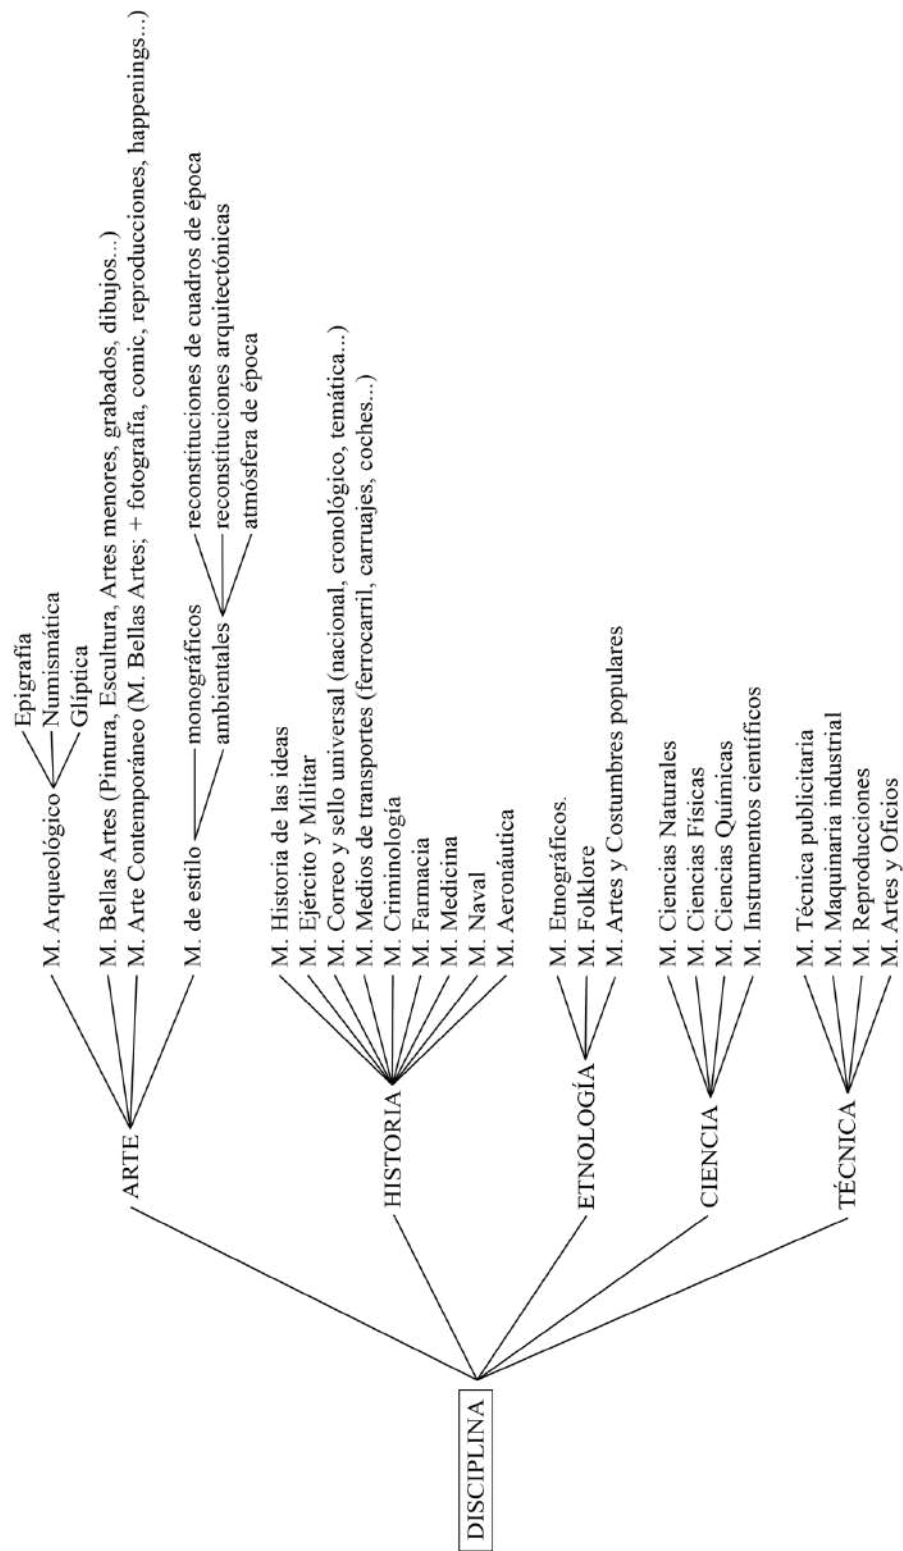 DISCIPLINA
ARTE
M. Arqueológico
Epigrafía
Numismática
Glíptica
M. Bellas Artes (Pintura, Escultura, Artes menores, grabados, dibujos...)
M. Arte Contemporáneo (M. Bellas Artes; + fotografía, comic, reproducciones, happenings...)
M. de estilo
monográficos
ambientales
reconstituciones de cuadros de época
reconstituciones arquitectónicas
atmósfera de época
HISTORIA
M. Historia de las ideas
M. Ejército y Militar
M. Correo y sello universal (nacional, cronológico, temática...)
M. Medios de transportes (ferrocarril, carruajes, coches...)
M. Criminología
M. Farmacia
M. Medicina
M. Naval
M. Aeronáutica
ETNOLOGÍA
M. Etnográficos.
M. Folklore
M. Artes y Costumbres populares
CIENCIA
M. Ciencias Naturales
M. Ciencias Físicas
M. Ciencias Químicas
M. Instrumentos científicos
TÉCNICA
M. Técnica publicitaria
M. Maquinaria industrial
M. Reproducciones
M. Artes y Oficios